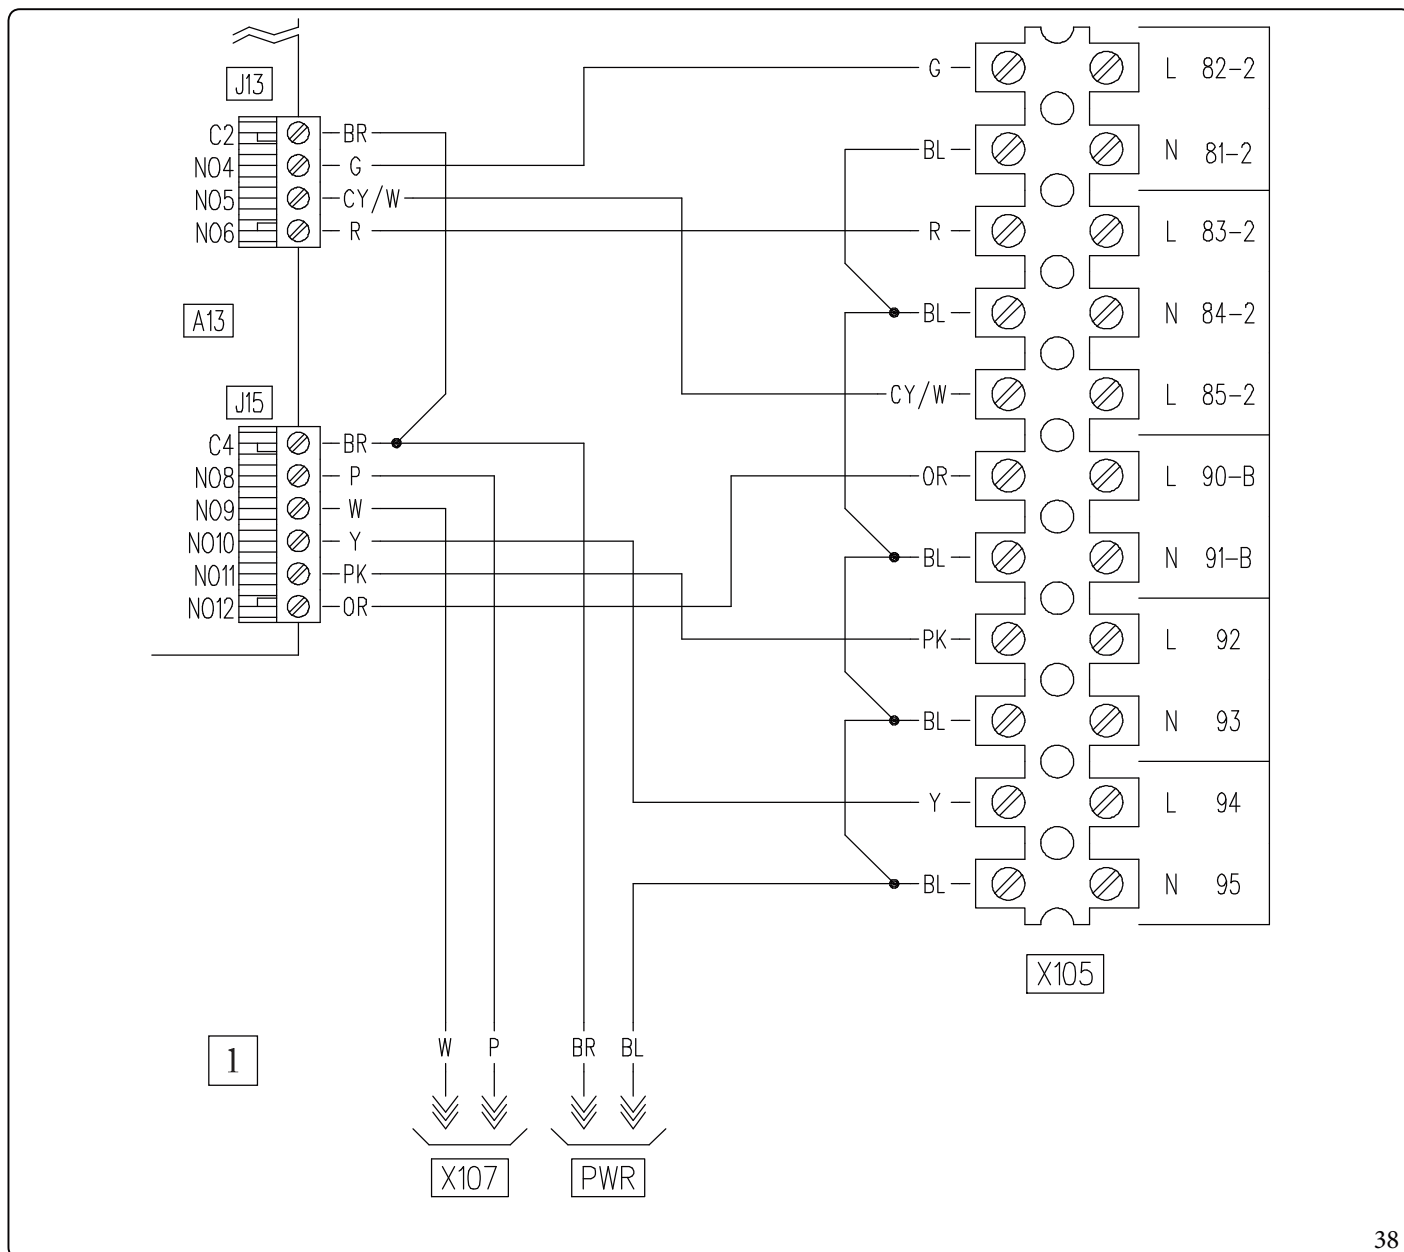 J13
C2 BR
NO4 G
NO5 CY/W
NO6 R
A13
J15
C4 BR
NO8 P
NO9 W
NO10 Y
NO11 PK
NO12 OR
G L 82-2
BL N 81-2
R L 83-2
BL N 84-2
CY/W L 85-2
OR L 90-B
BL N 91-B
PK L 92
BL N 93
Y L 94
BL N 95
X105
1
W P BR BL
X107 PWR
38